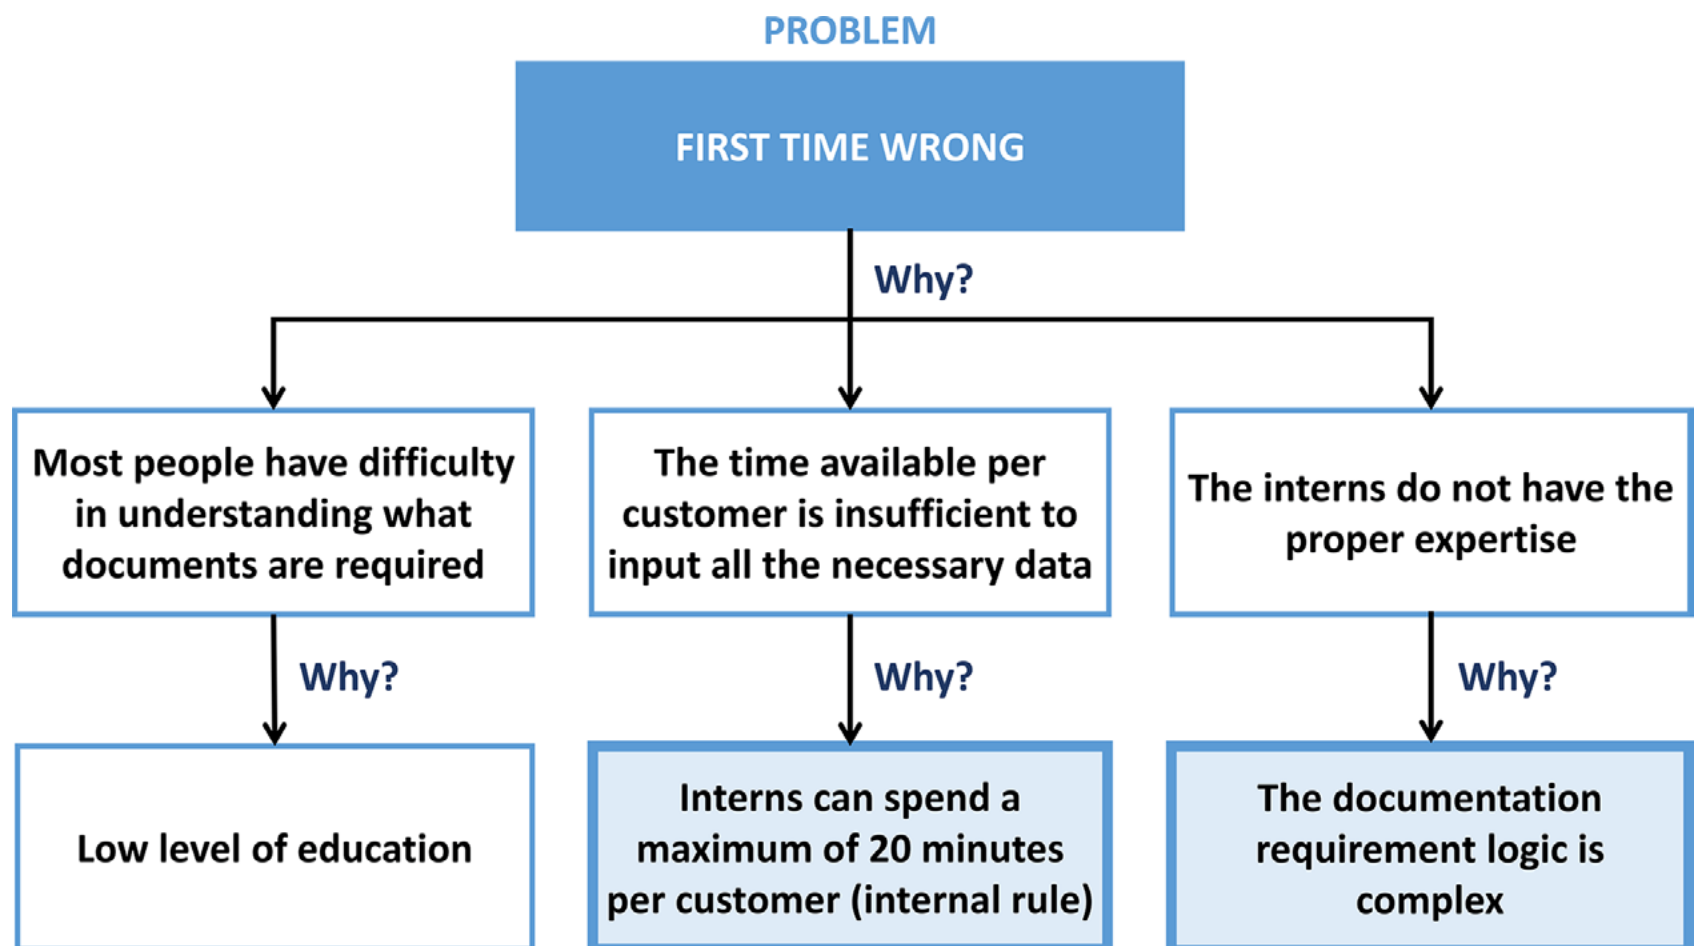 PROBLEM
FIRST TIME WRONG
Why?
Most people have difficulty
in understanding what
documents are required
The time available per
customer is insufficient to
input all the necessary data
The interns do not have the
proper expertise
Why?
Why?
Why?
Low level of education
Interns can spend a
maximum of 20 minutes
per customer (internal rule)
The documentation
requirement logic is
complex